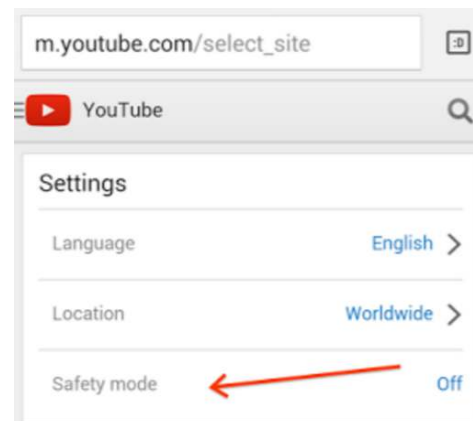 m.youtube.com/select_site
:D
YouTube
Settings
Language English
Location Worldwide
Safety mode Off